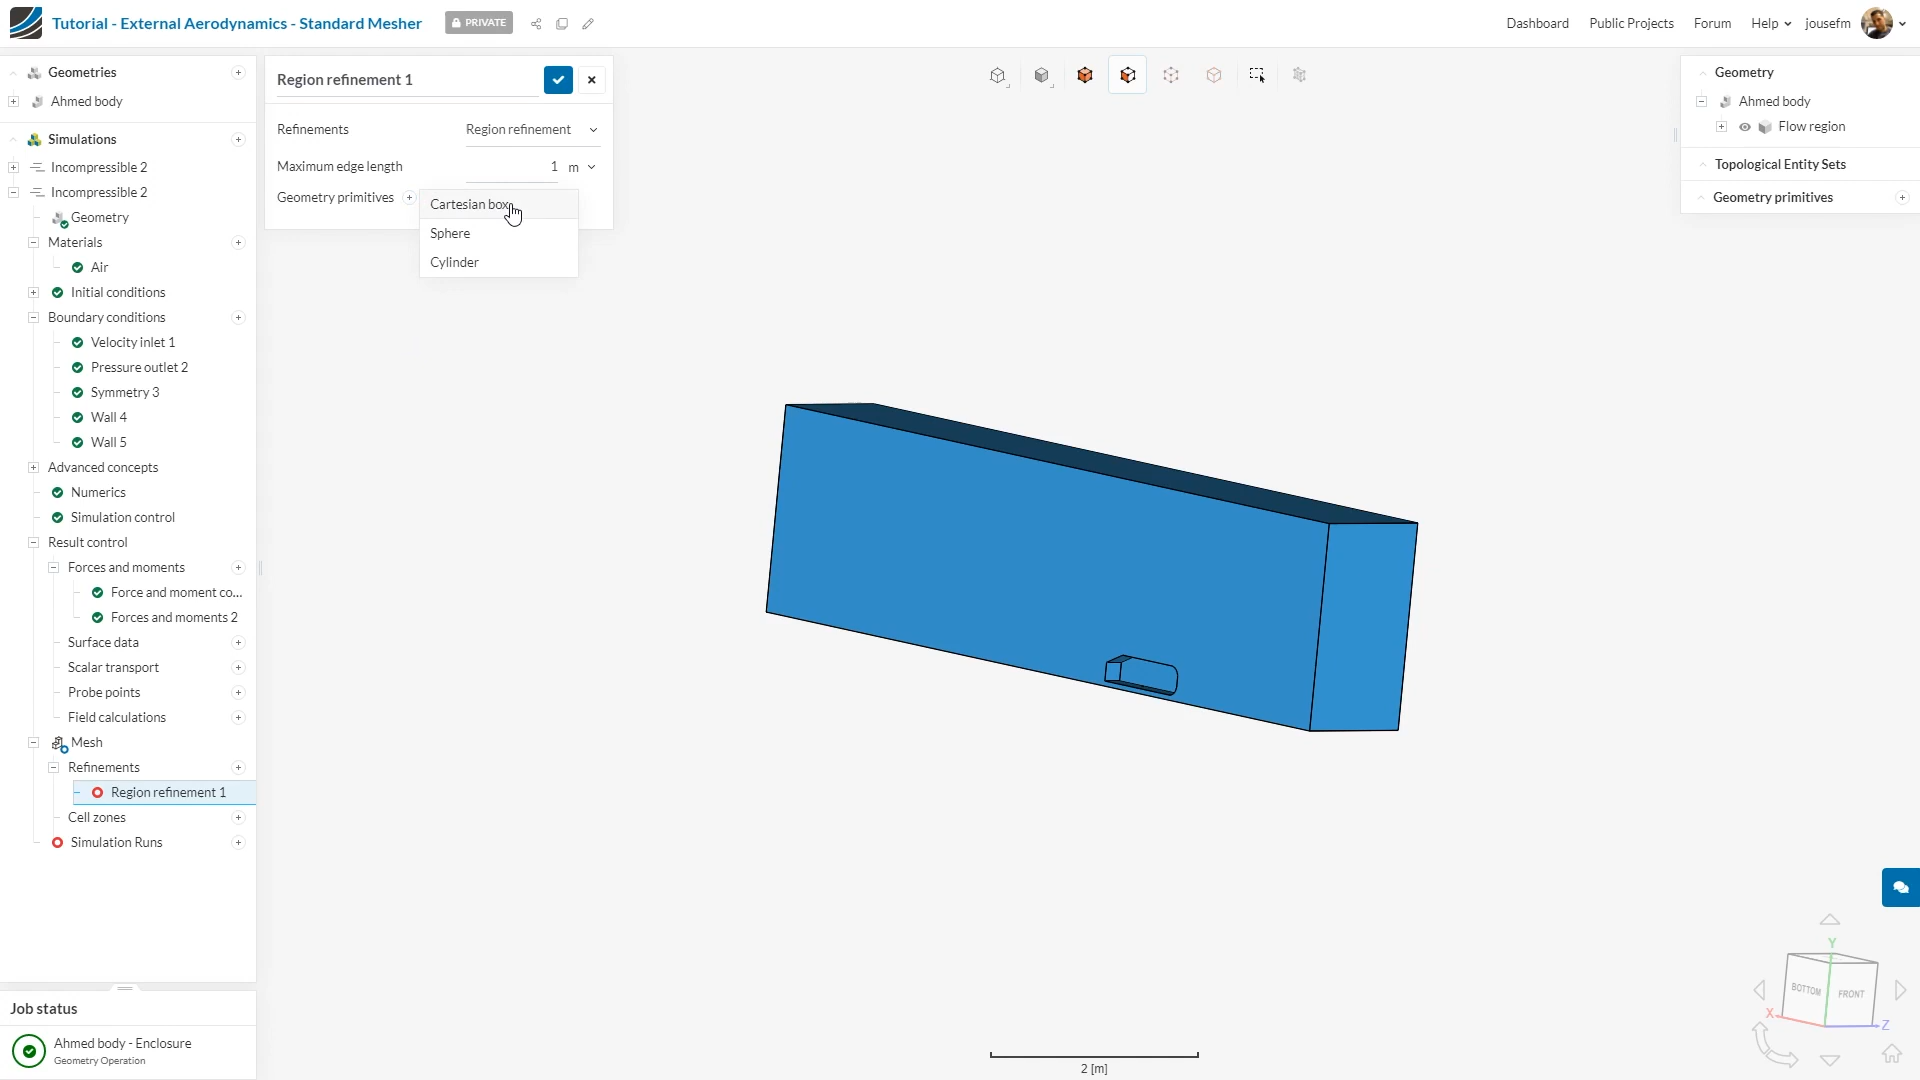 Tutorial - External Aerodynamics - Standard Mesher
PRIVATE
Dashboard
Public Projects
Forum
Help
jousefm
Geometries
Ahmed body
Simulations
Incompressible 2
Incompressible 2
Geometry
Materials
Air
Initial conditions
Boundary conditions
Velocity inlet 1
Pressure outlet 2
Symmetry 3
Wall 4
Wall 5
Advanced concepts
Numerics
Simulation control
Result control
Forces and moments
Force and moment co...
Forces and moments 2
Surface data
Scalar transport
Probe points
Field calculations
Mesh
Refinements
Region refinement 1
Cell zones
Simulation Runs
Job status
Ahmed body - Enclosure
Geometry Operation
Region refinement 1
Refinements Region refinement
Maximum edge length 1 m
Geometry primitives
Cartesian box
Sphere
Cylinder
Geometry
Ahmed body
Flow region
Topological Entity Sets
Geometry primitives
2 [m]
Y
BOTTOM
FRONT
X
Z